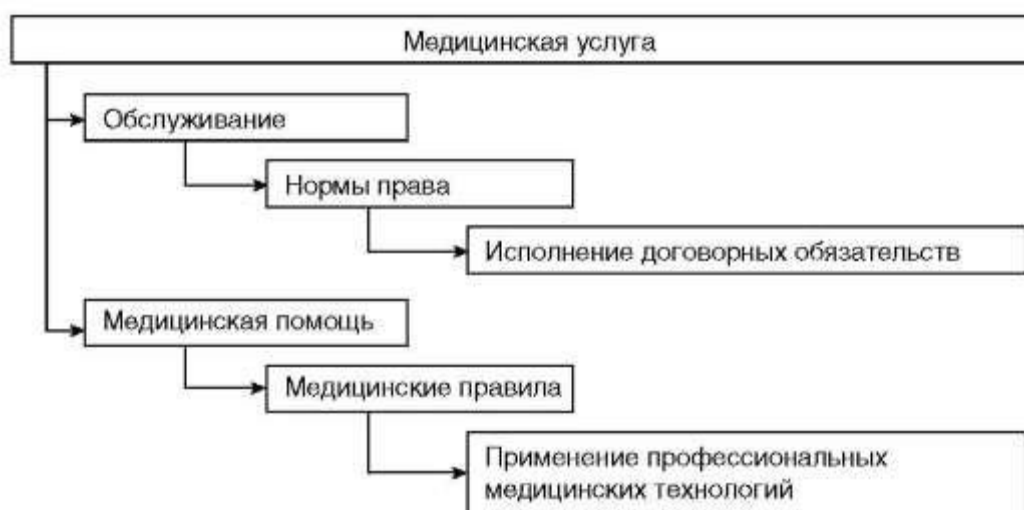 Медицинская услуга
Обслуживание
Нормы права
Исполнение договорных обязательств
Медицинская помощь
Медицинские правила
Применение профессиональных
медицинских технологий